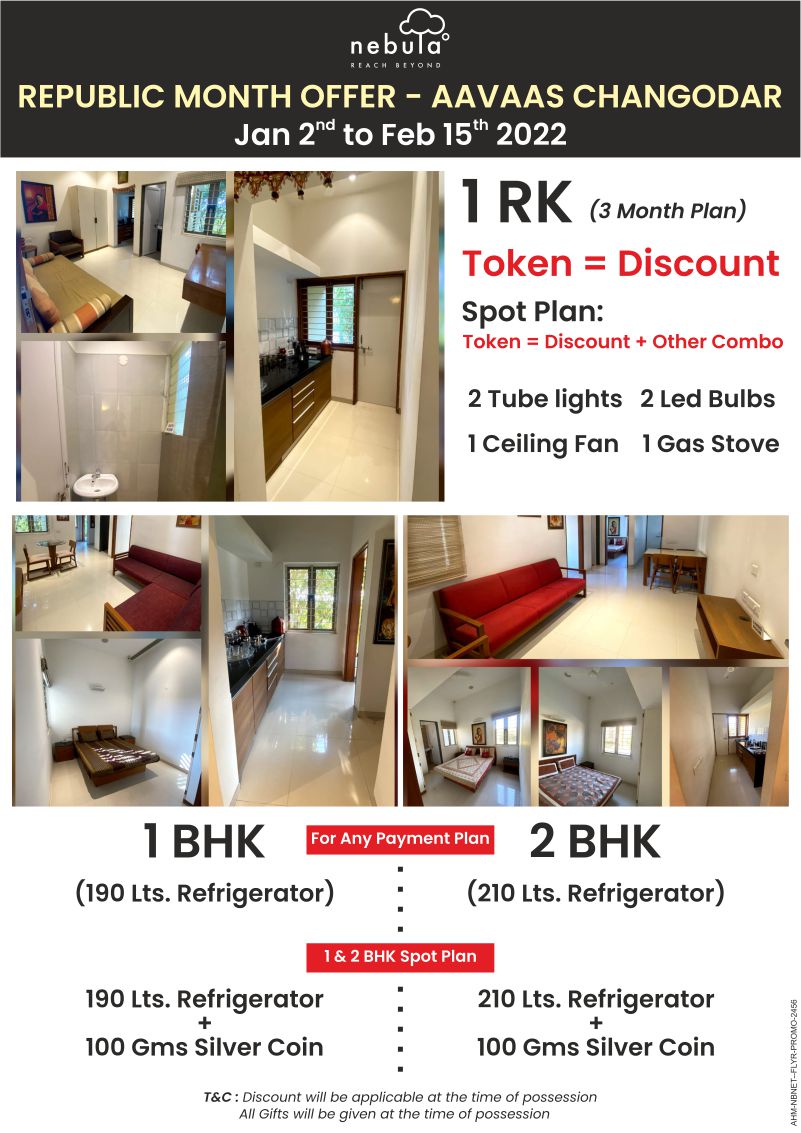 nebula
REACH BEYOND
REPUBLIC MONTH OFFER - AAVAAS CHANGODAR
Jan 2nd to Feb 15th 2022
1 RK (3 Month Plan)
Token = Discount
Spot Plan:
Token = Discount + Other Combo
2 Tube lights 2 Led Bulbs
1 Ceiling Fan 1 Gas Stove
1 BHK For Any Payment Plan 2 BHK
(190 Lts. Refrigerator) (210 Lts. Refrigerator)
1 & 2 BHK Spot Plan
190 Lts. Refrigerator 210 Lts. Refrigerator
+ +
100 Gms Silver Coin 100 Gms Silver Coin
T&C : Discount will be applicable at the time of possession
All Gifts will be given at the time of possession
AHM-NBNET--FLYR-PROMO-2456